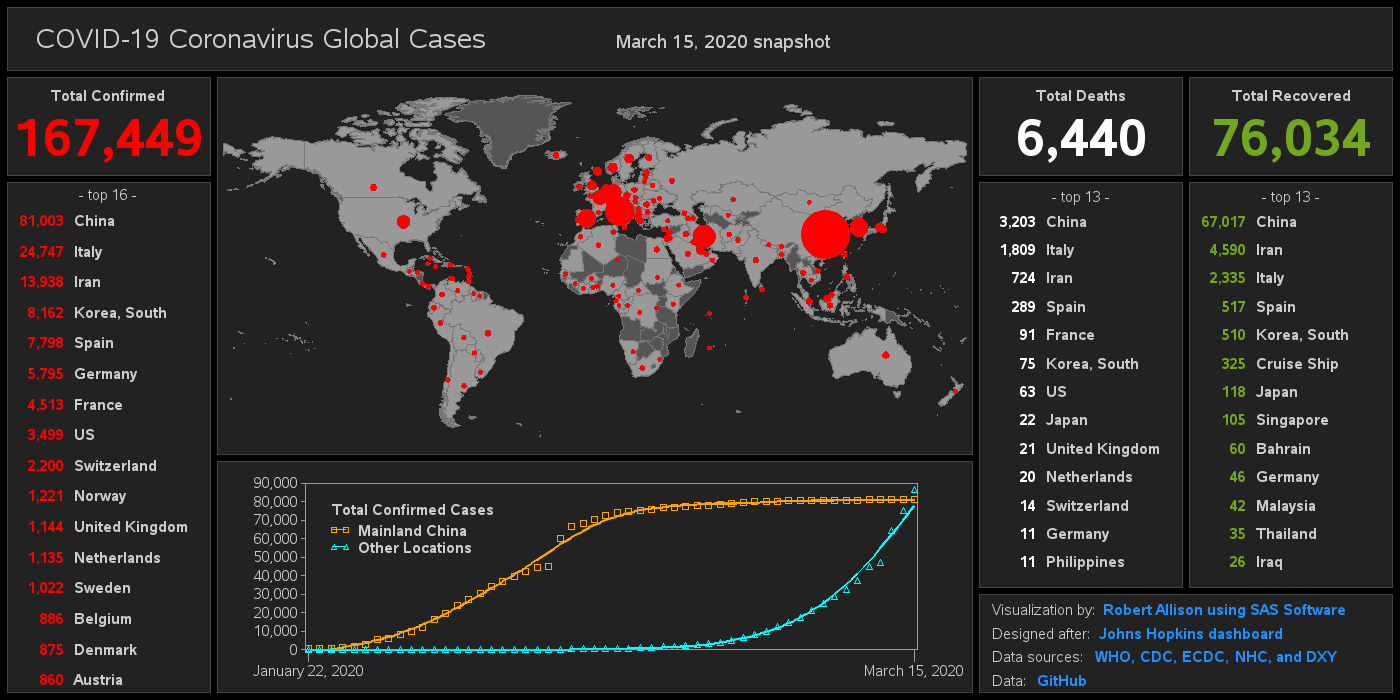 COVID-19 Coronavirus Global Cases
March 15, 2020 snapshot
Total Confirmed
167,449
- top 16 -
81,003 China
24,747 Italy
13,938 Iran
8,162 Korea, South
7,798 Spain
5,795 Germany
4,513 France
3,499 US
2,200 Switzerland
1,221 Norway
1,144 United Kingdom
1,135 Netherlands
1,022 Sweden
886 Belgium
875 Denmark
860 Austria
90,000
80,000
70,000
60,000
50,000
40,000
30,000
20,000
10,000
0
Total Confirmed Cases
Mainland China
Other Locations
January 22, 2020
March 15, 2020
Total Deaths
6,440
- top 13 -
3,203 China
1,809 Italy
724 Iran
289 Spain
91 France
75 Korea, South
63 US
22 Japan
21 United Kingdom
20 Netherlands
14 Switzerland
11 Germany
11 Philippines
Total Recovered
76,034
- top 13 -
67,017 China
4,590 Iran
2,335 Italy
517 Spain
510 Korea, South
325 Cruise Ship
118 Japan
105 Singapore
60 Bahrain
46 Germany
42 Malaysia
35 Thailand
26 Iraq
Visualization by: Robert Allison using SAS Software
Designed after: Johns Hopkins dashboard
Data sources: WHO, CDC, ECDC, NHC, and DXY
Data: GitHub